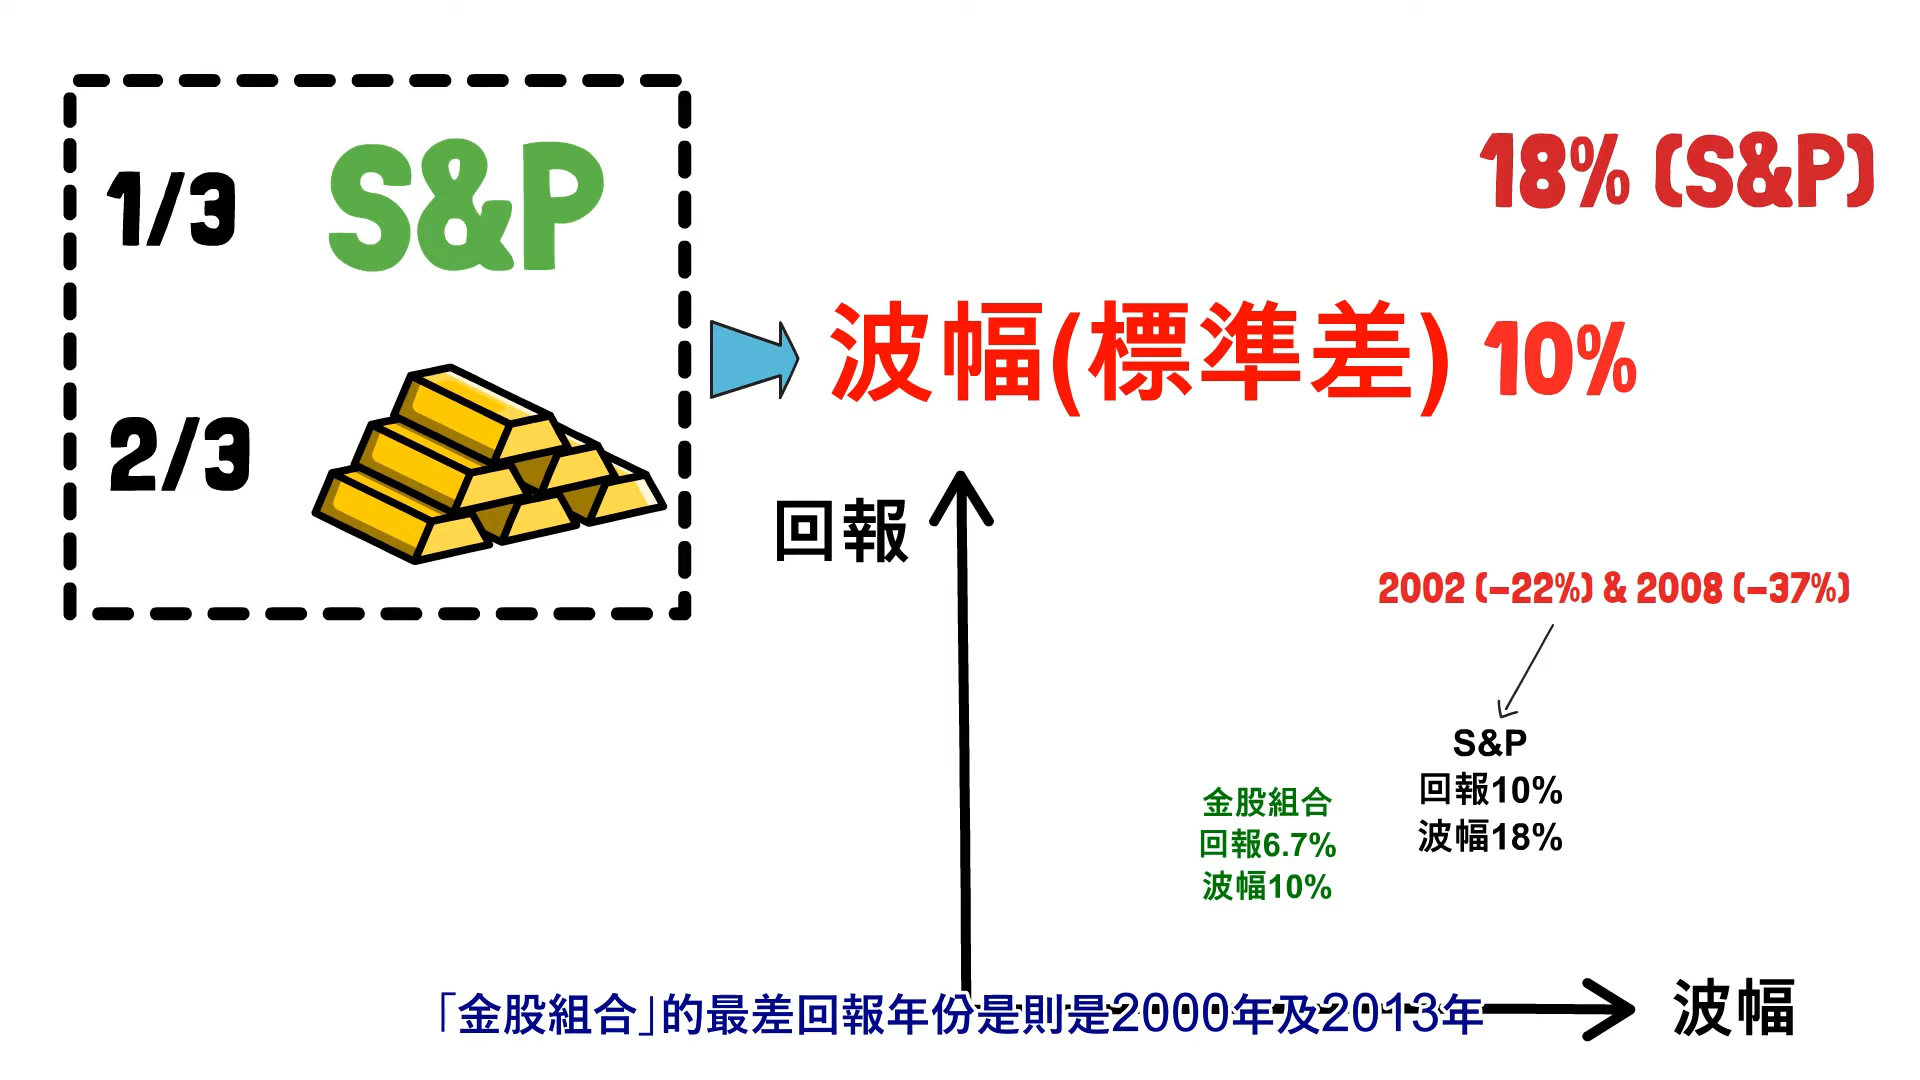 1/3 S&P
2/3
18% (S&P)
波幅(標準差) 10%
回報
2002 (-22%) & 2008 (-37%)
S&P
回報10%
波幅18%
金股組合
回報6.7%
波幅10%
波幅
「金股組合」的最差回報年份是則是2000年及2013年